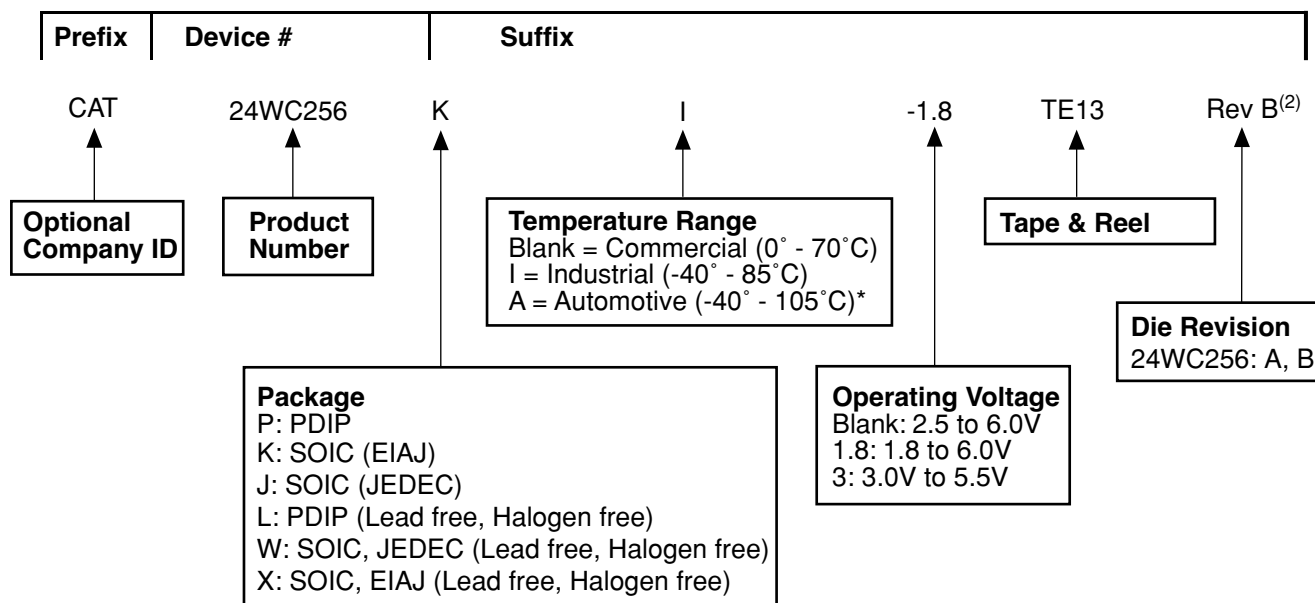 Prefix Device # Suffix
CAT 24WC256 K I -1.8 TE13 Rev B(2)
Optional
Company ID
Product
Number
Temperature Range
Blank = Commercial (0˚ - 70˚C)
I = Industrial (-40˚ - 85˚C)
A = Automotive (-40˚ - 105˚C)*
Tape & Reel
Die Revision
24WC256: A, B
Package
P: PDIP
K: SOIC (EIAJ)
J: SOIC (JEDEC)
L: PDIP (Lead free, Halogen free)
W: SOIC, JEDEC (Lead free, Halogen free)
X: SOIC, EIAJ (Lead free, Halogen free)
Operating Voltage
Blank: 2.5 to 6.0V
1.8: 1.8 to 6.0V
3: 3.0V to 5.5V